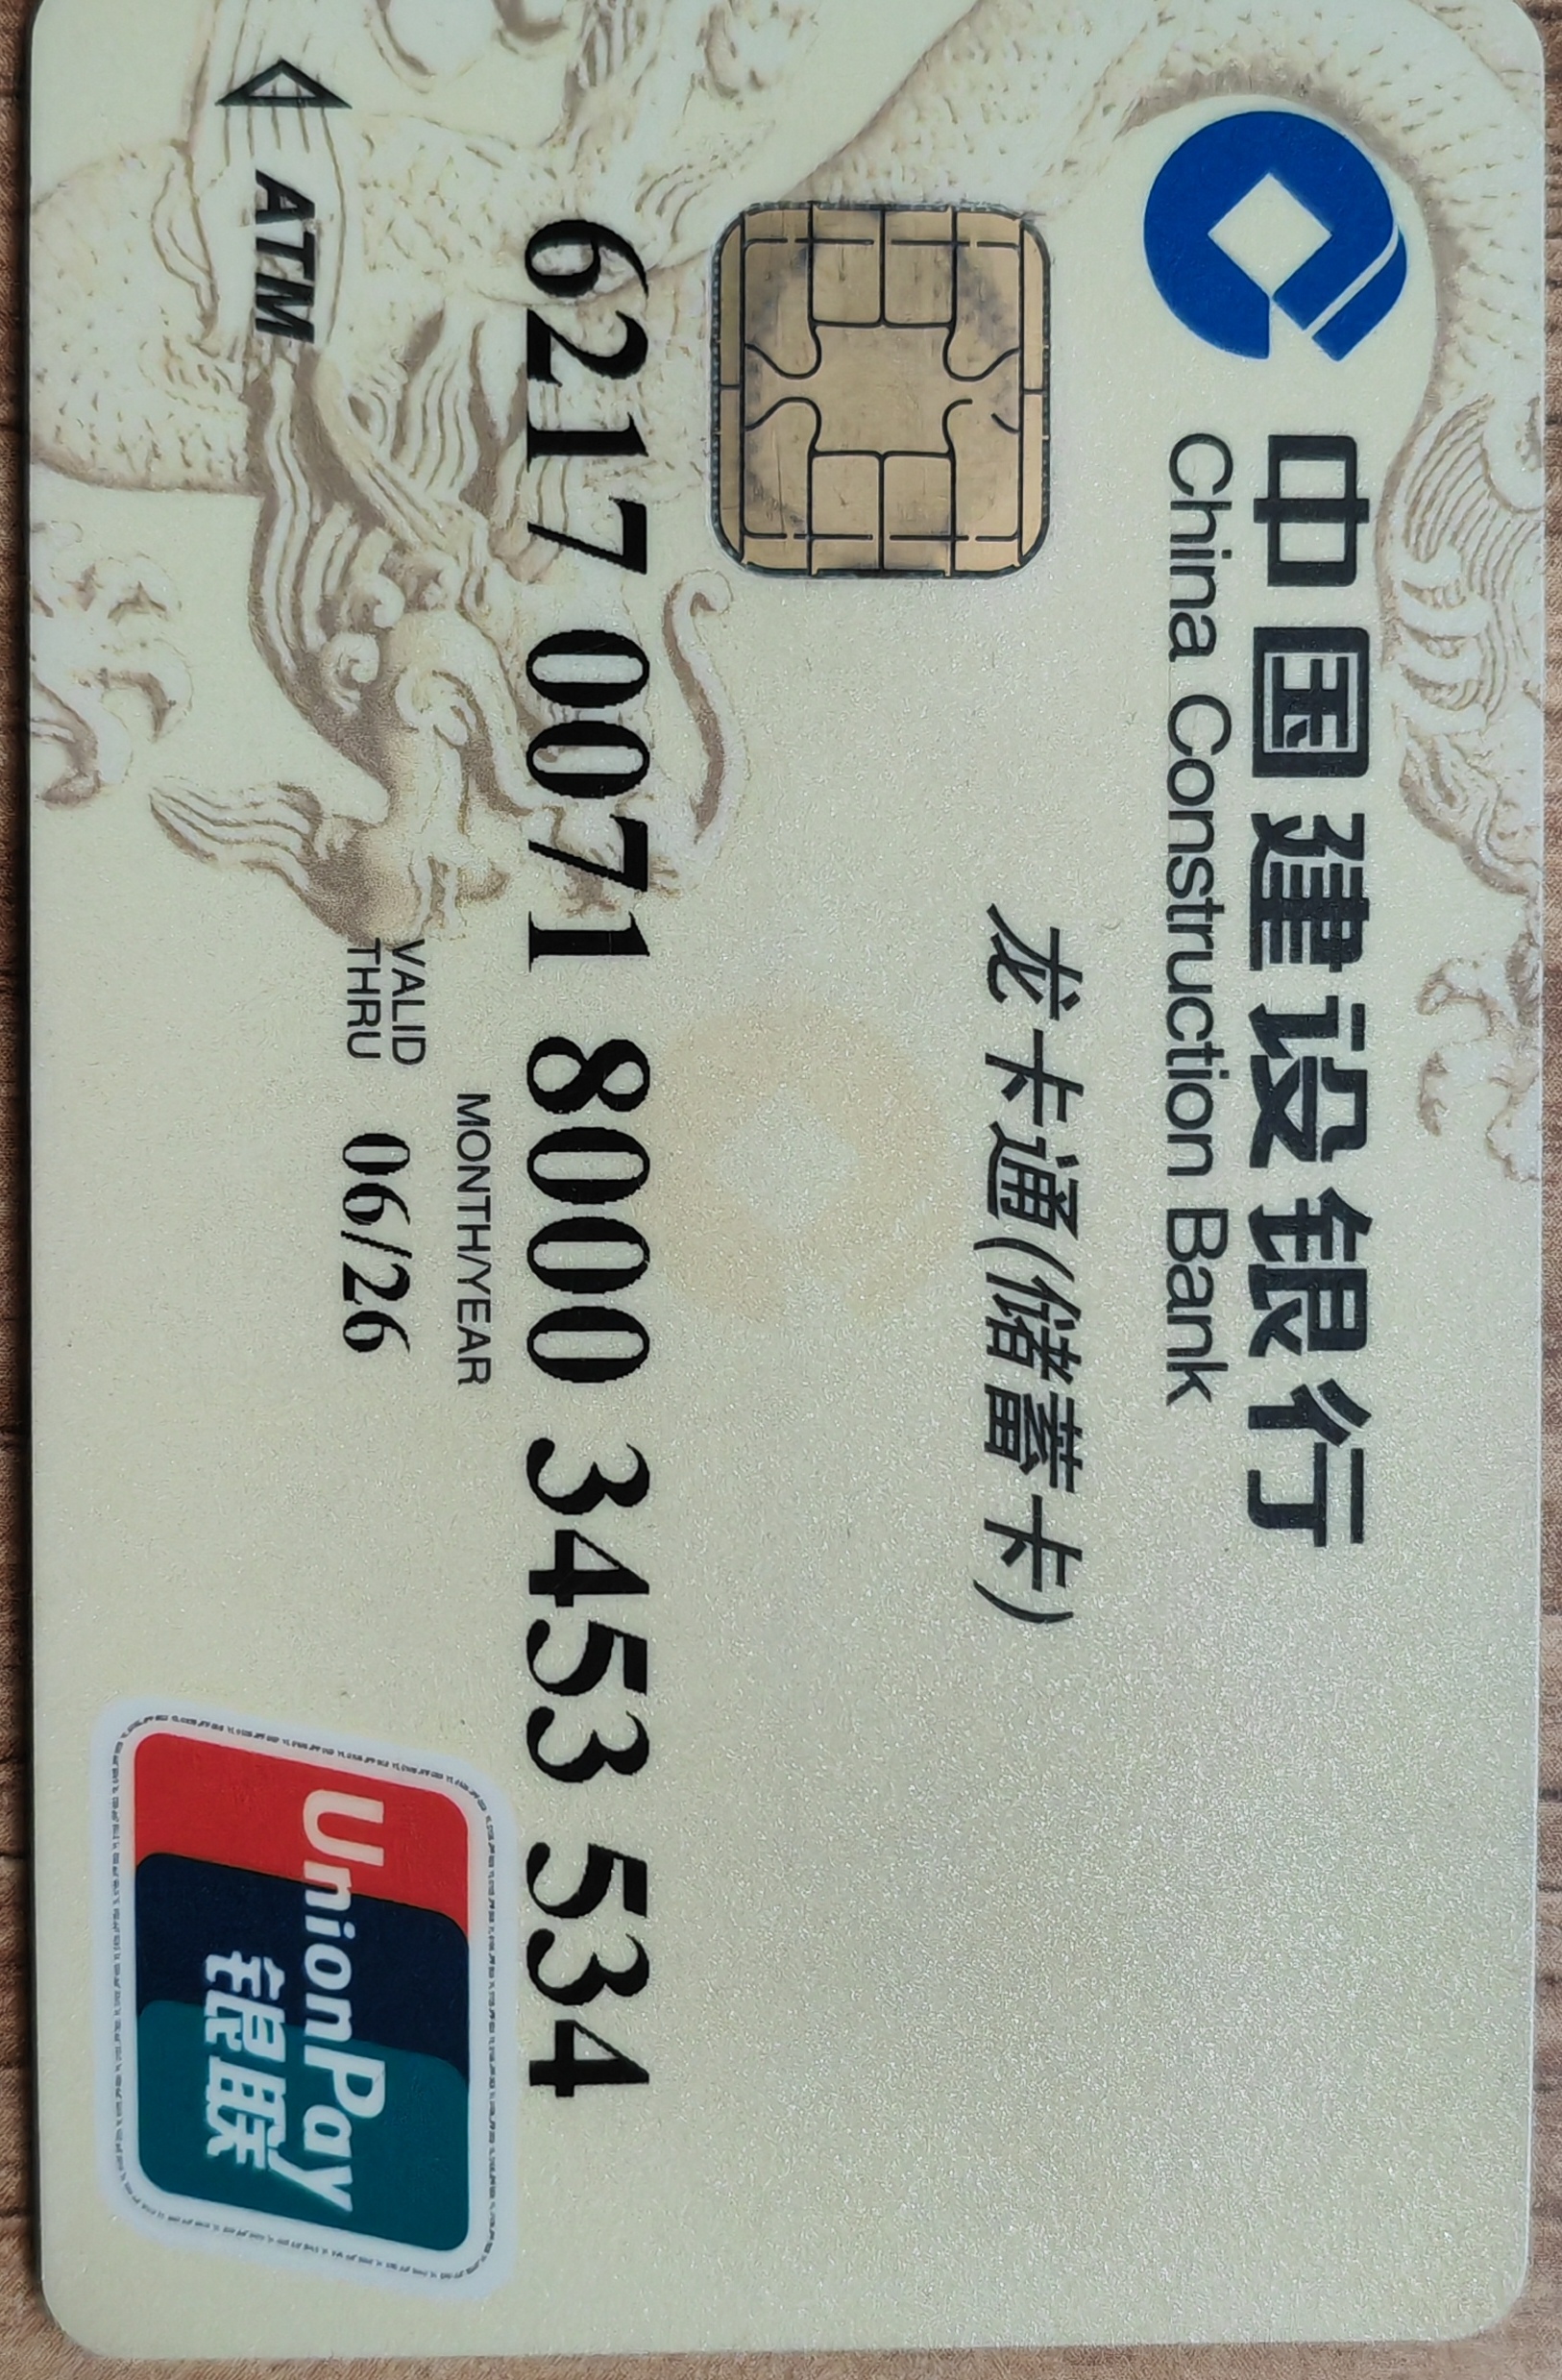 中国建设银行
China Construction Bank
龙卡通(储蓄卡)
6217 0071 8000 3453 534
MONTH/YEAR
VALID
THRU 06/26
ATM
UnionPay
银联